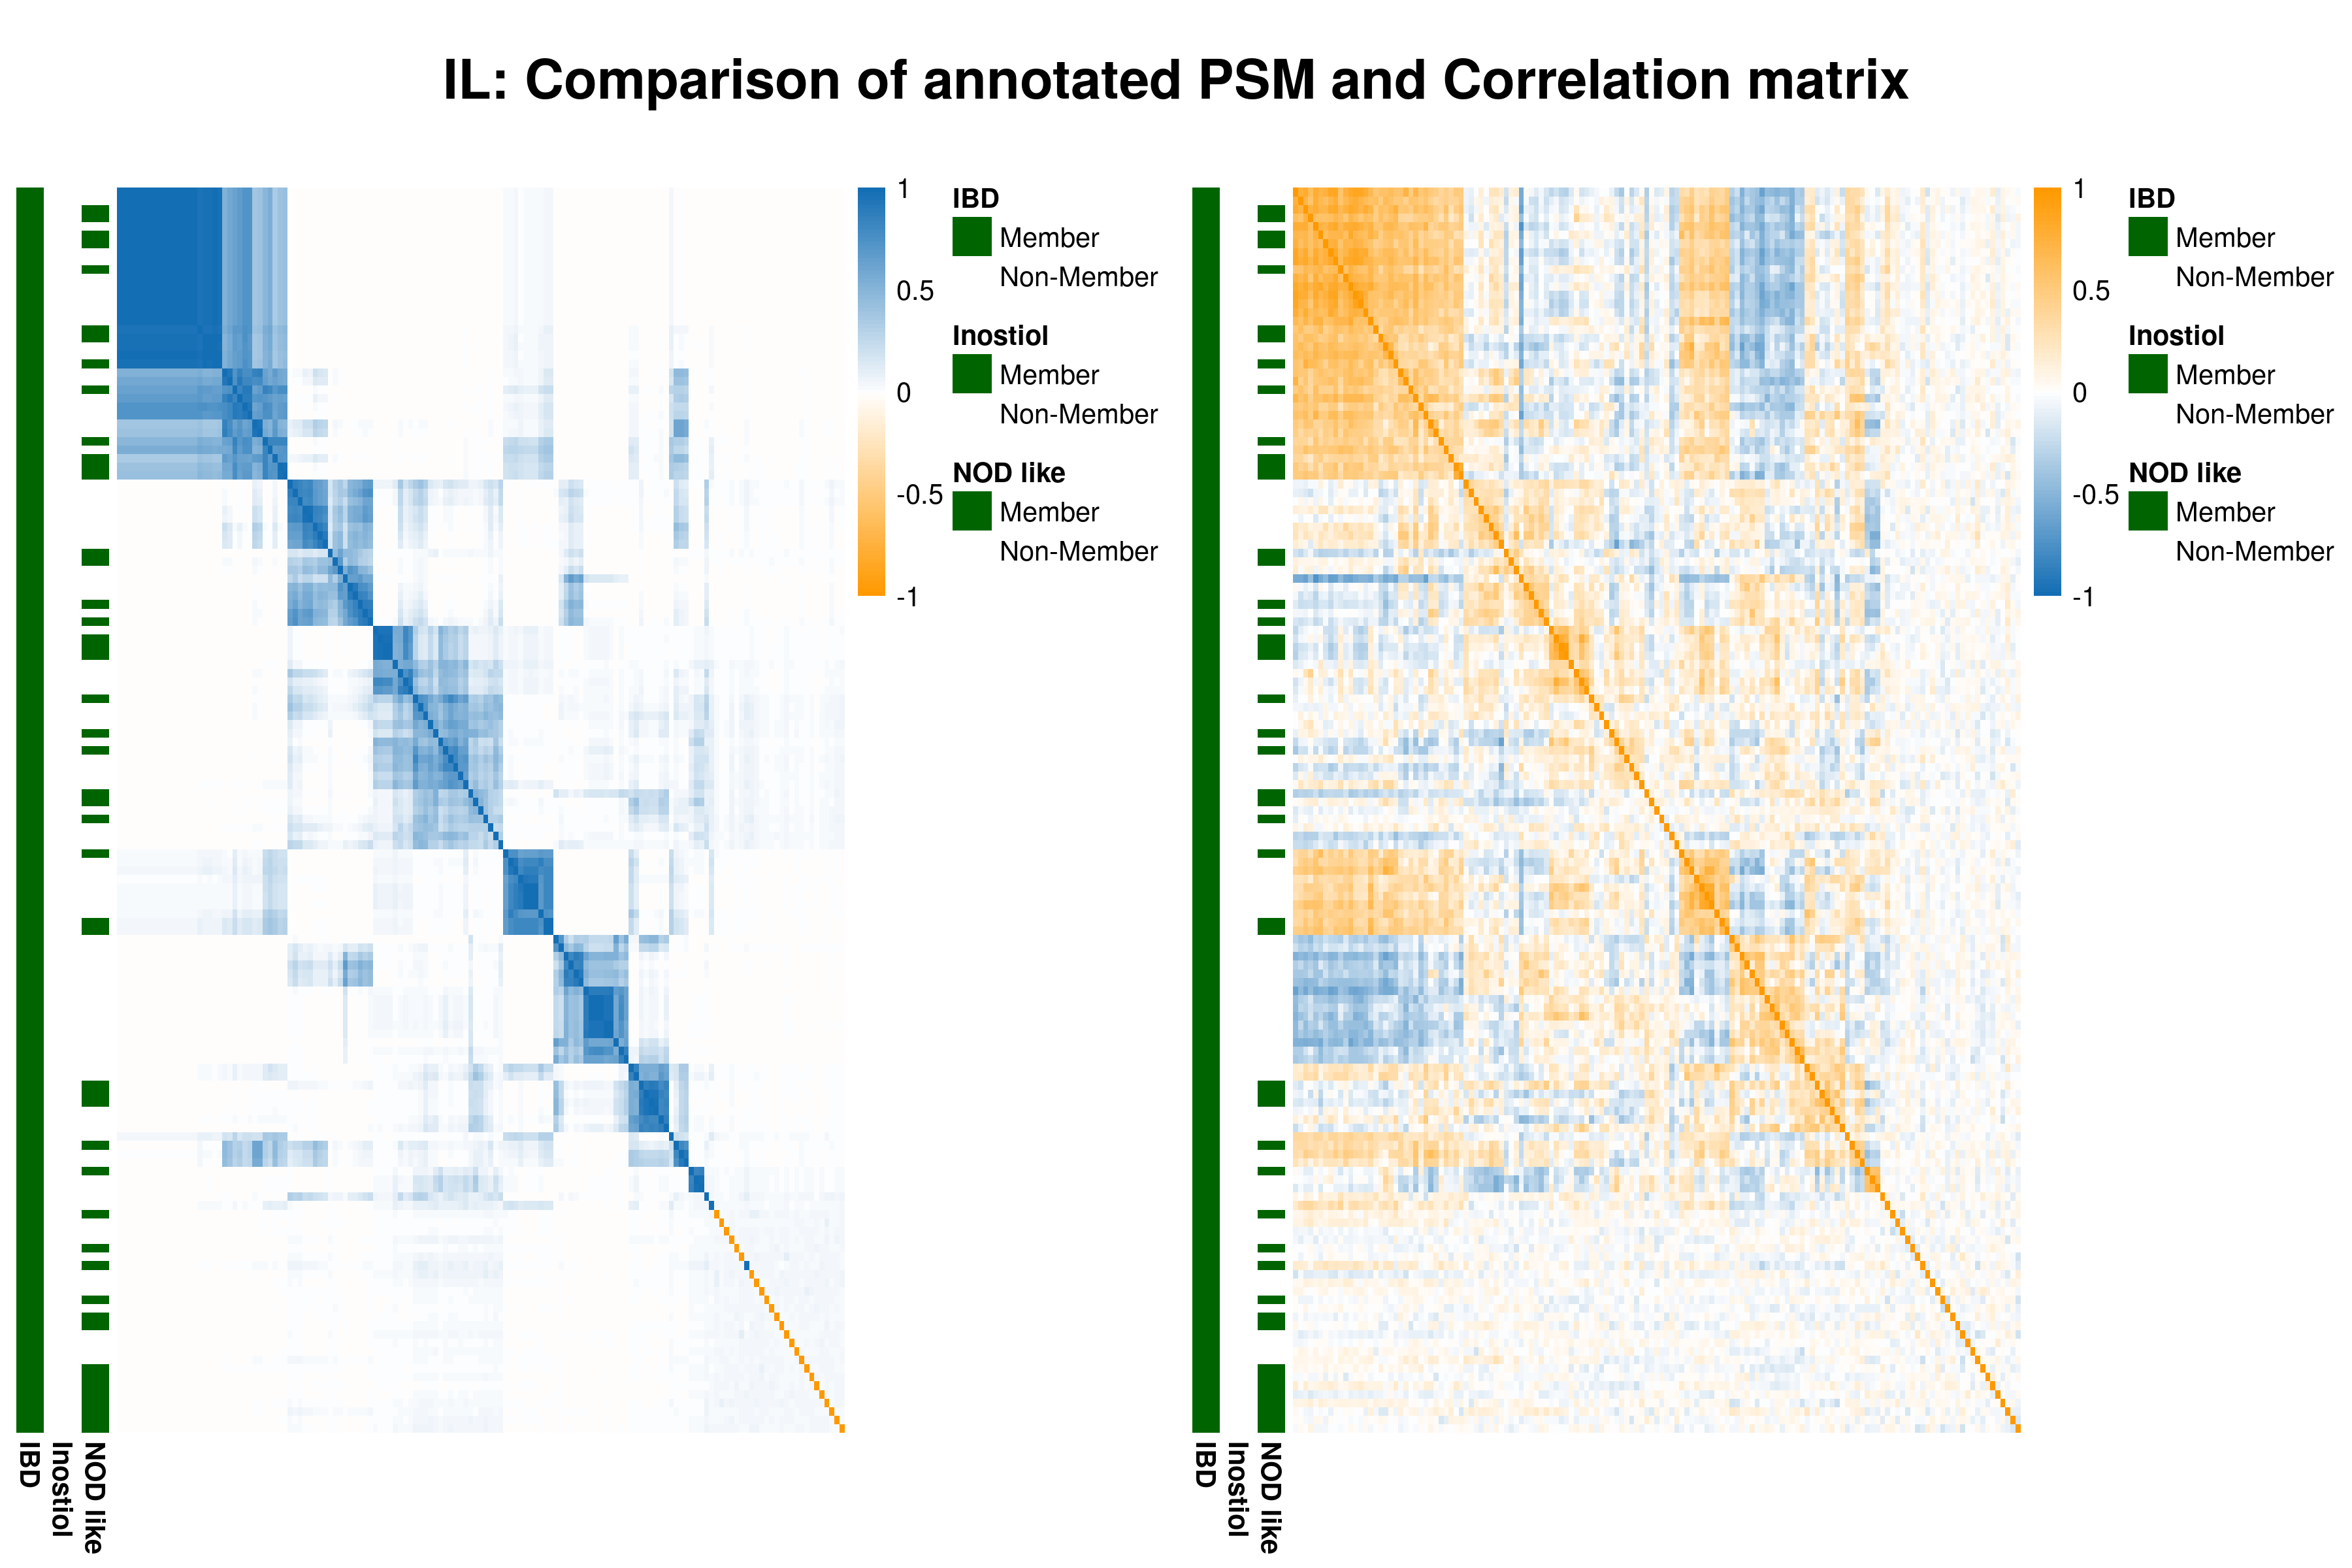 IL: Comparison of annotated PSM and Correlation matrix
1
0.5
0
-0.5
-1
IBD
Member
Non-Member
Inostiol
Member
Non-Member
NOD like
Member
Non-Member
IBD
Inostiol
NOD like
1
0.5
0
-0.5
-1
IBD
Member
Non-Member
Inostiol
Member
Non-Member
NOD like
Member
Non-Member
IBD
Inostiol
NOD like